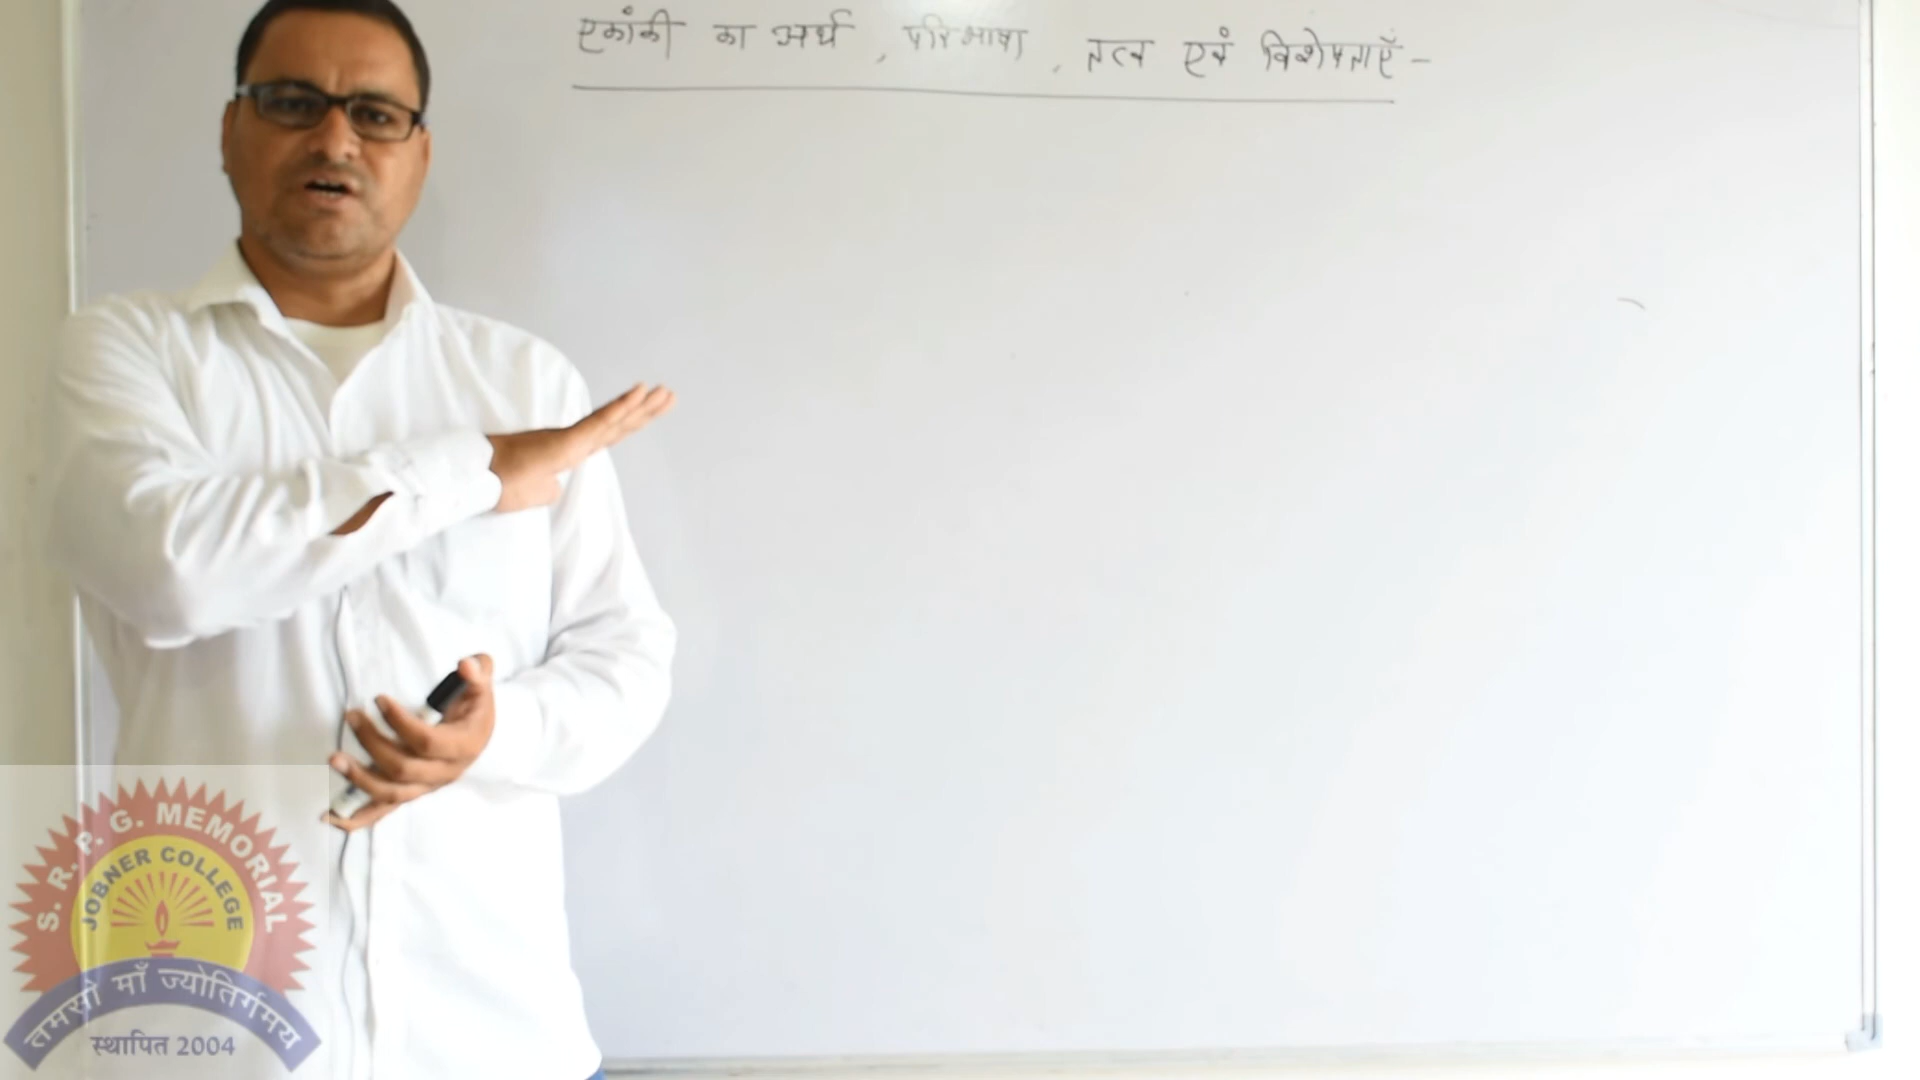 एकांकी का अर्थ, परिभाषा, तत्व एवं विशेषताएँ -
S. R. P. G. MEMORIAL
JOBNER COLLEGE
तमसो माँ ज्योतिर्गमय
स्थापित 2004